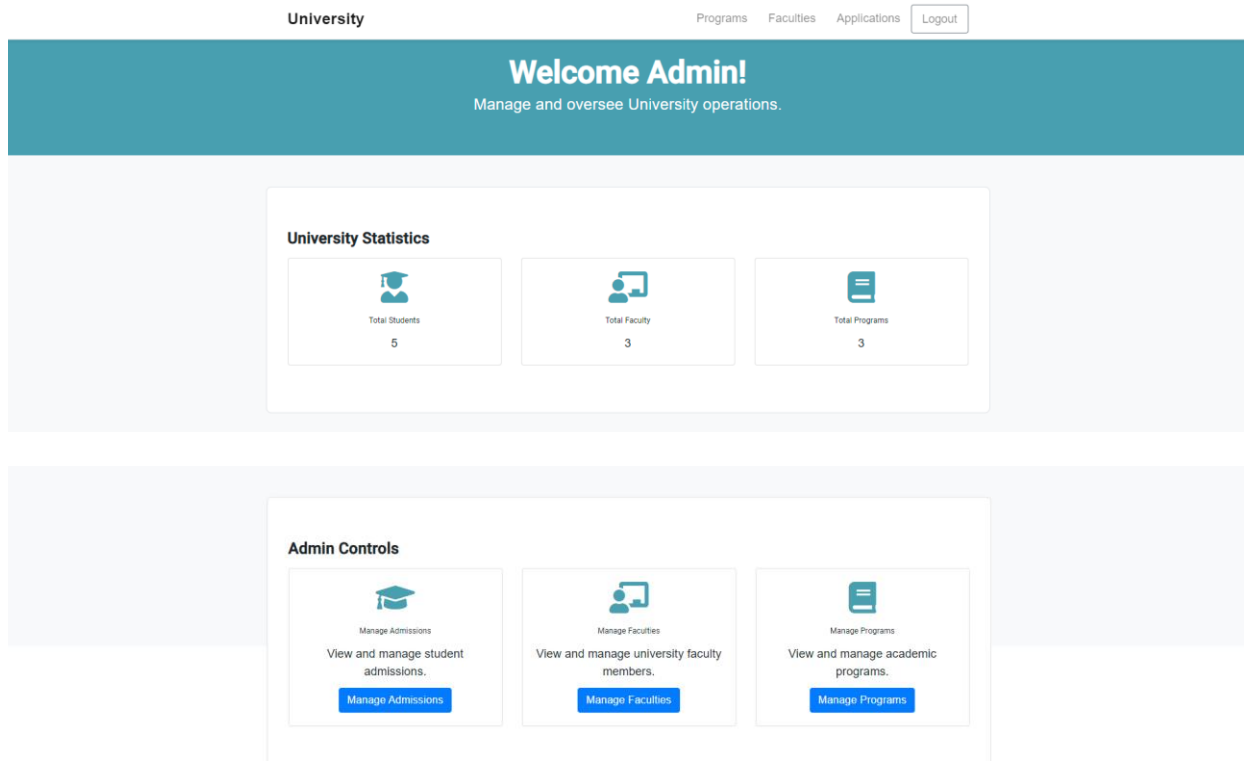 University
Programs
Faculties
Applications
Logout
Welcome Admin!
Manage and oversee University operations.
University Statistics
Total Students
5
Total Faculty
3
Total Programs
3
Admin Controls
Manage Admissions
View and manage student
admissions.
Manage Admissions
Manage Faculties
View and manage university faculty
members.
Manage Faculties
Manage Programs
View and manage academic
programs.
Manage Programs